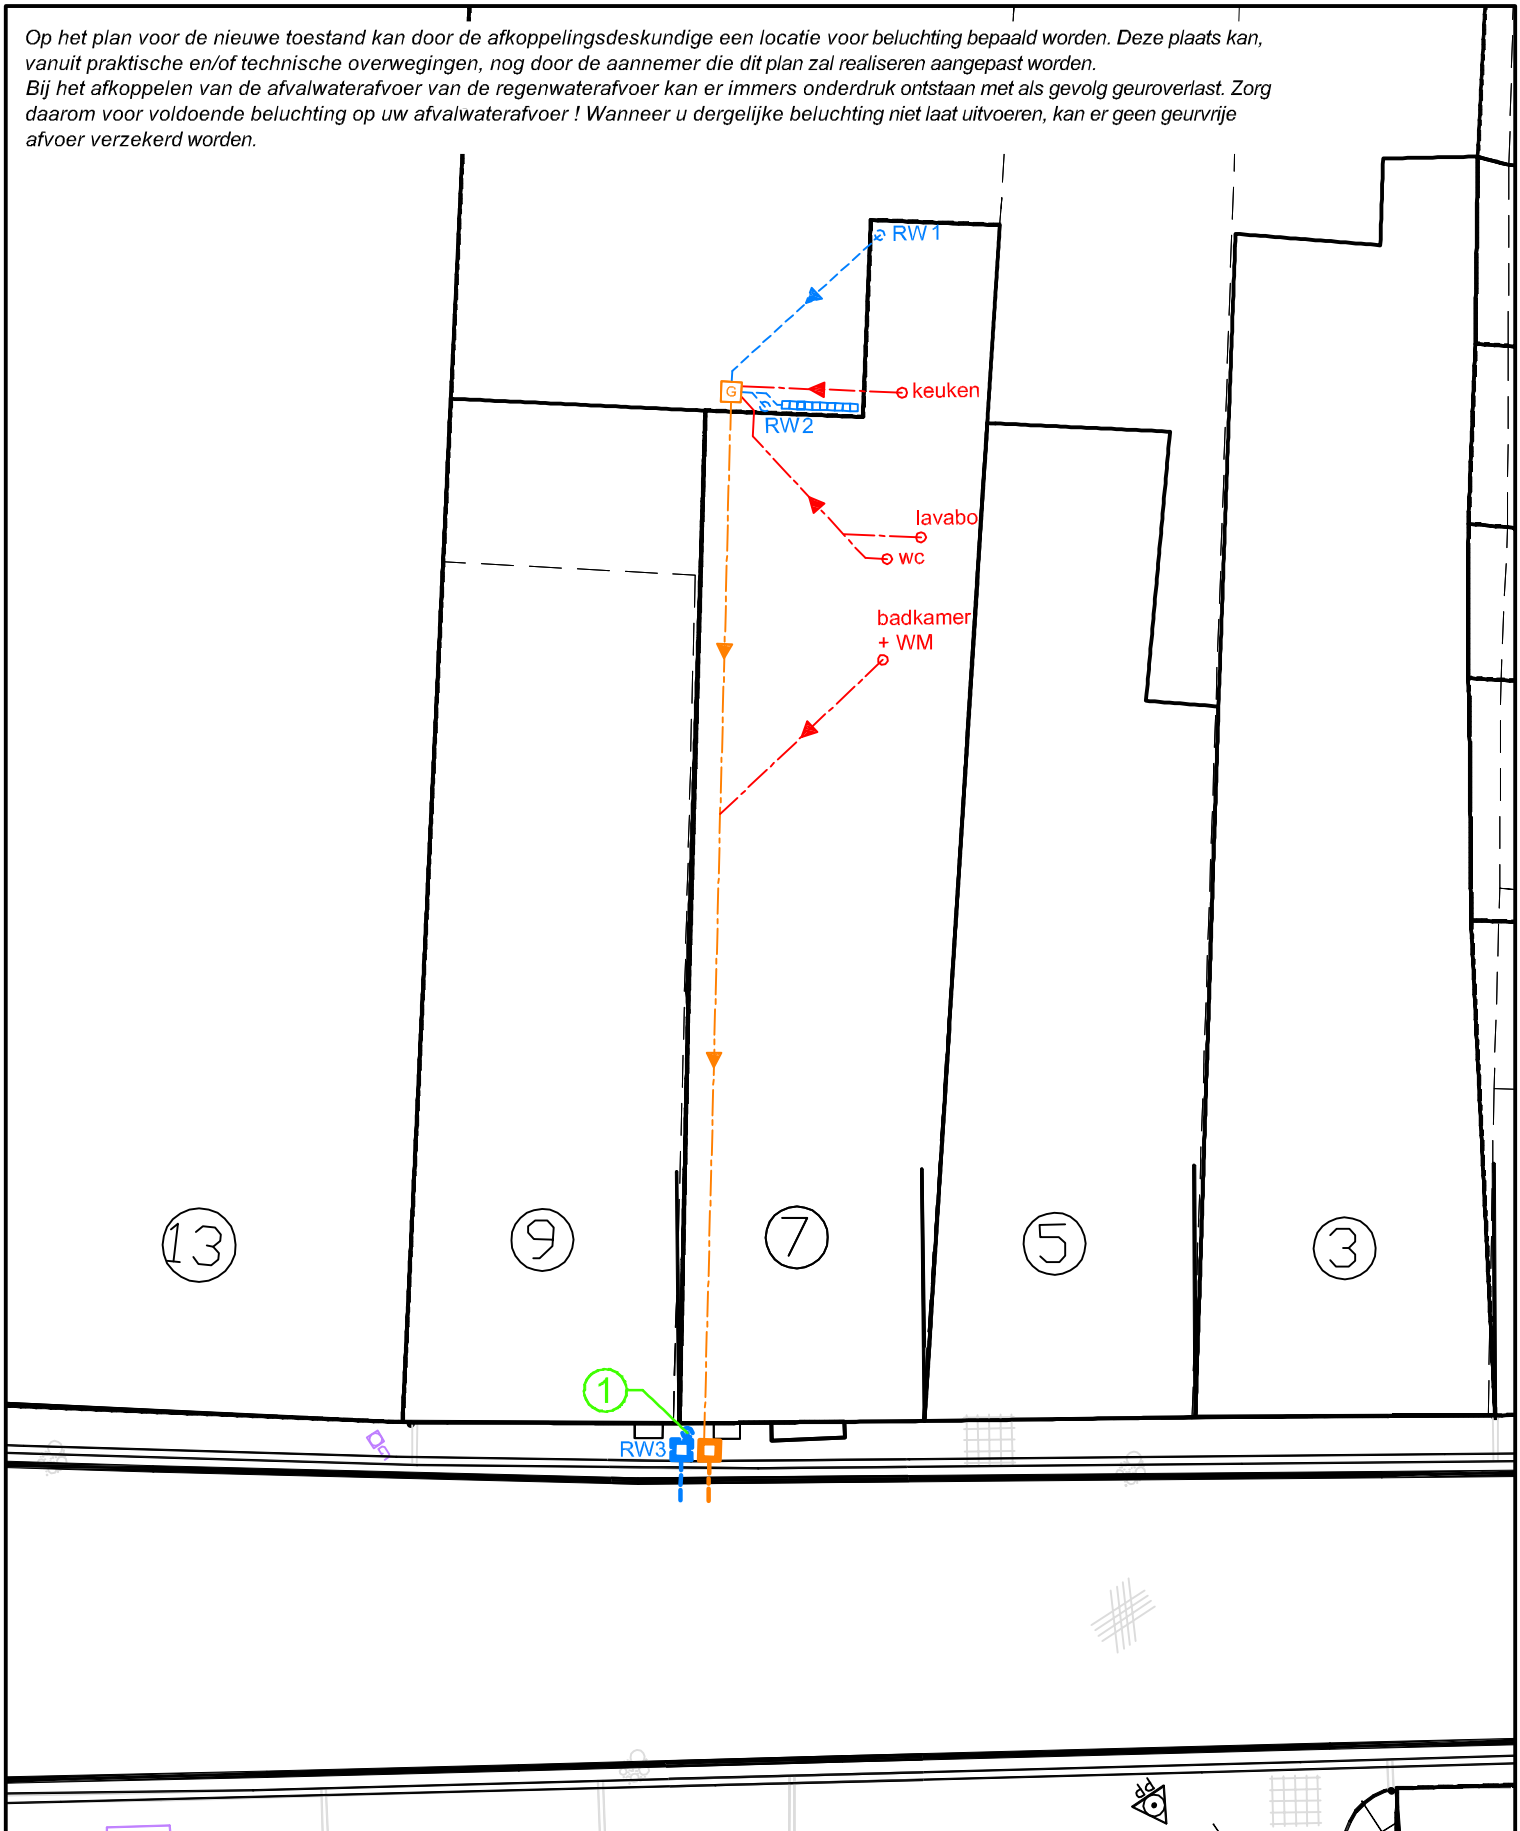 Op het plan voor de nieuwe toestand kan door de afkoppelingsdeskundige een locatie voor beluchting bepaald worden. Deze plaats kan,
vanuit praktische en/of technische overwegingen, nog door de aannemer die dit plan zal realiseren aangepast worden.
Bij het afkoppelen van de afvalwaterafvoer van de regenwaterafvoer kan er immers onderdruk ontstaan met als gevolg geuroverlast. Zorg
daarom voor voldoende beluchting op uw afvalwaterafvoer ! Wanneer u dergelijke beluchting niet laat uitvoeren, kan er geen geurvrije
afvoer verzekerd worden.
RW1
G
keuken
RW2
lavabo
wc
badkamer
+ WM
13
9
7
5
3
1
RW3